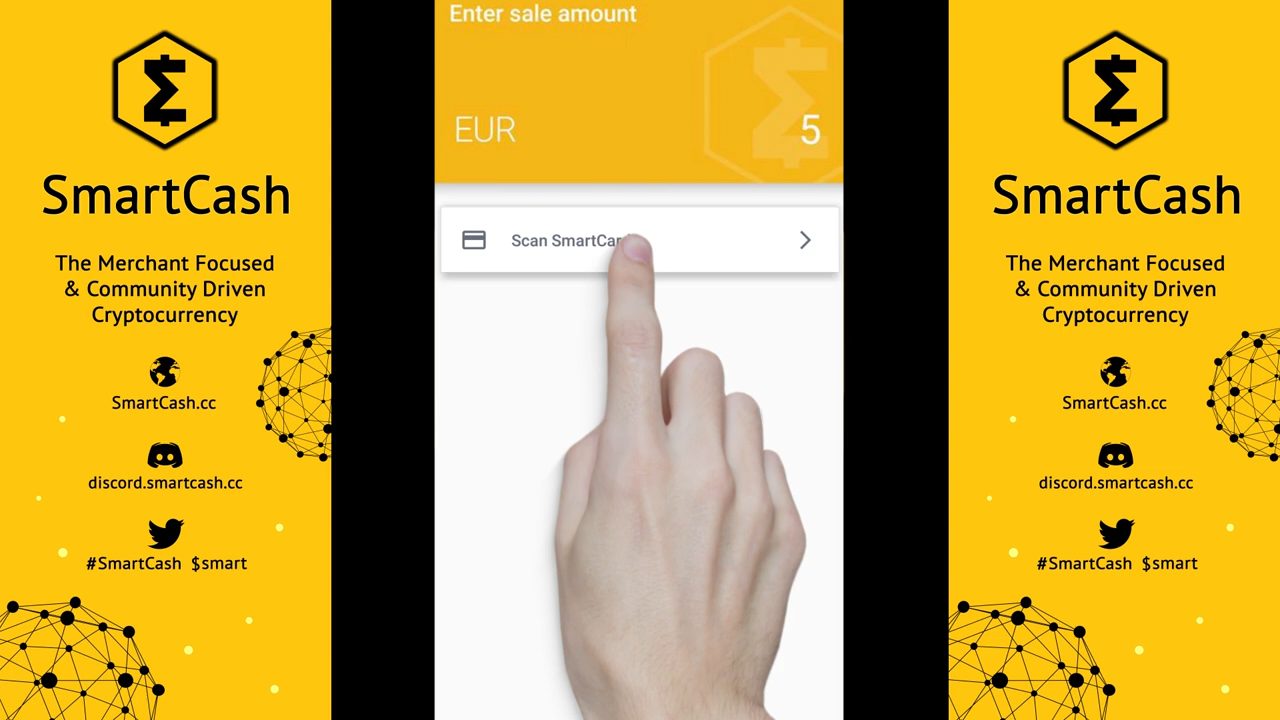 SmartCash
The Merchant Focused
& Community Driven
Cryptocurrency
SmartCash.cc
discord.smartcash.cc
#SmartCash $smart
Enter sale amount
EUR 5
Scan
SmartCash
The Merchant Focused
& Community Driven
Cryptocurrency
SmartCash.cc
discord.smartcash.cc
#SmartCash $smart